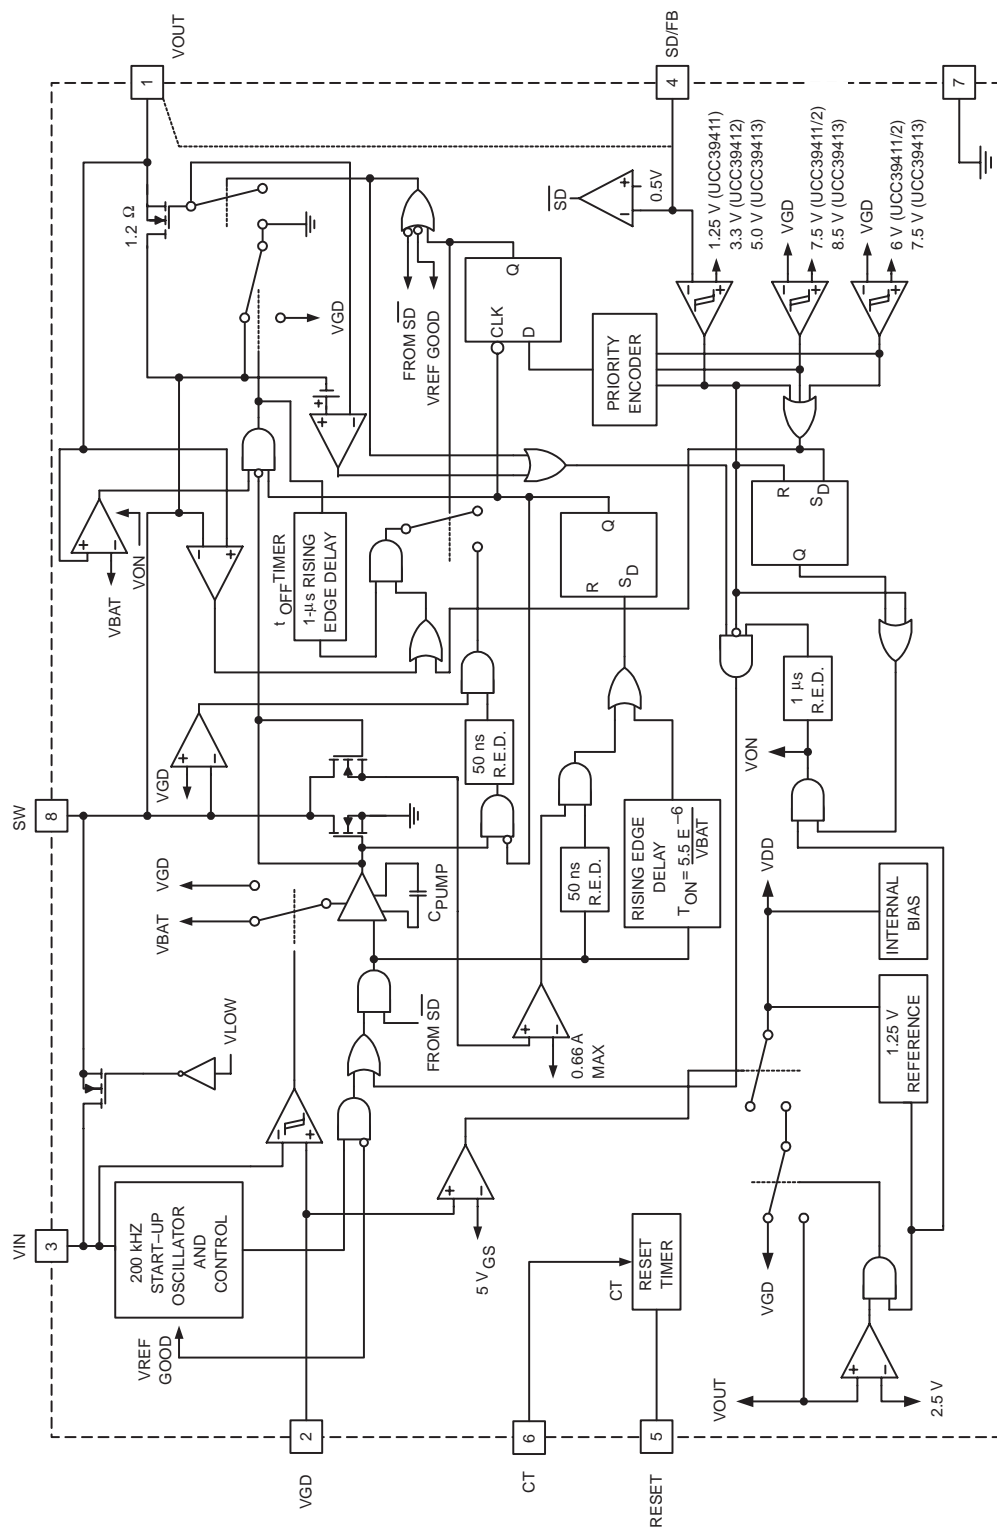 VIN
3
SW
8
VOUT
1
200 kHZ
START–UP
OSCILLATOR
AND
CONTROL
VREF
GOOD
VLOW
VBAT
VGD
CPUMP
VGD
VBAT
VON
1.2 Ω
VGD
tOFF TIMER
1-μs RISING
EDGE DELAY
FROM SD
VREF GOOD
2
VGD
5 VGS
FROM SD
0.66 A
MAX
50 ns
R.E.D.
50 ns
R.E.D.
RISING EDGE
DELAY
TON = 5.5 E–6
VBAT
R
SD
Q
CLK
D
Q
SD
0.5V
4
SD/FB
PRIORITY
ENCODER
1.25 V (UCC39411)
3.3 V (UCC39412)
5.0 V (UCC39413)
VGD
7.5 V (UCC39411/2)
8.5 V (UCC39413)
VGD
6 V (UCC39411/2)
7.5 V (UCC39413)
6
CT
5
RESET
CT
RESET
TIMER
VDD
VON
1 μs
R.E.D.
R
SD
Q
7
VOUT
VGD
2.5 V
1.25 V
REFERENCE
INTERNAL
BIAS